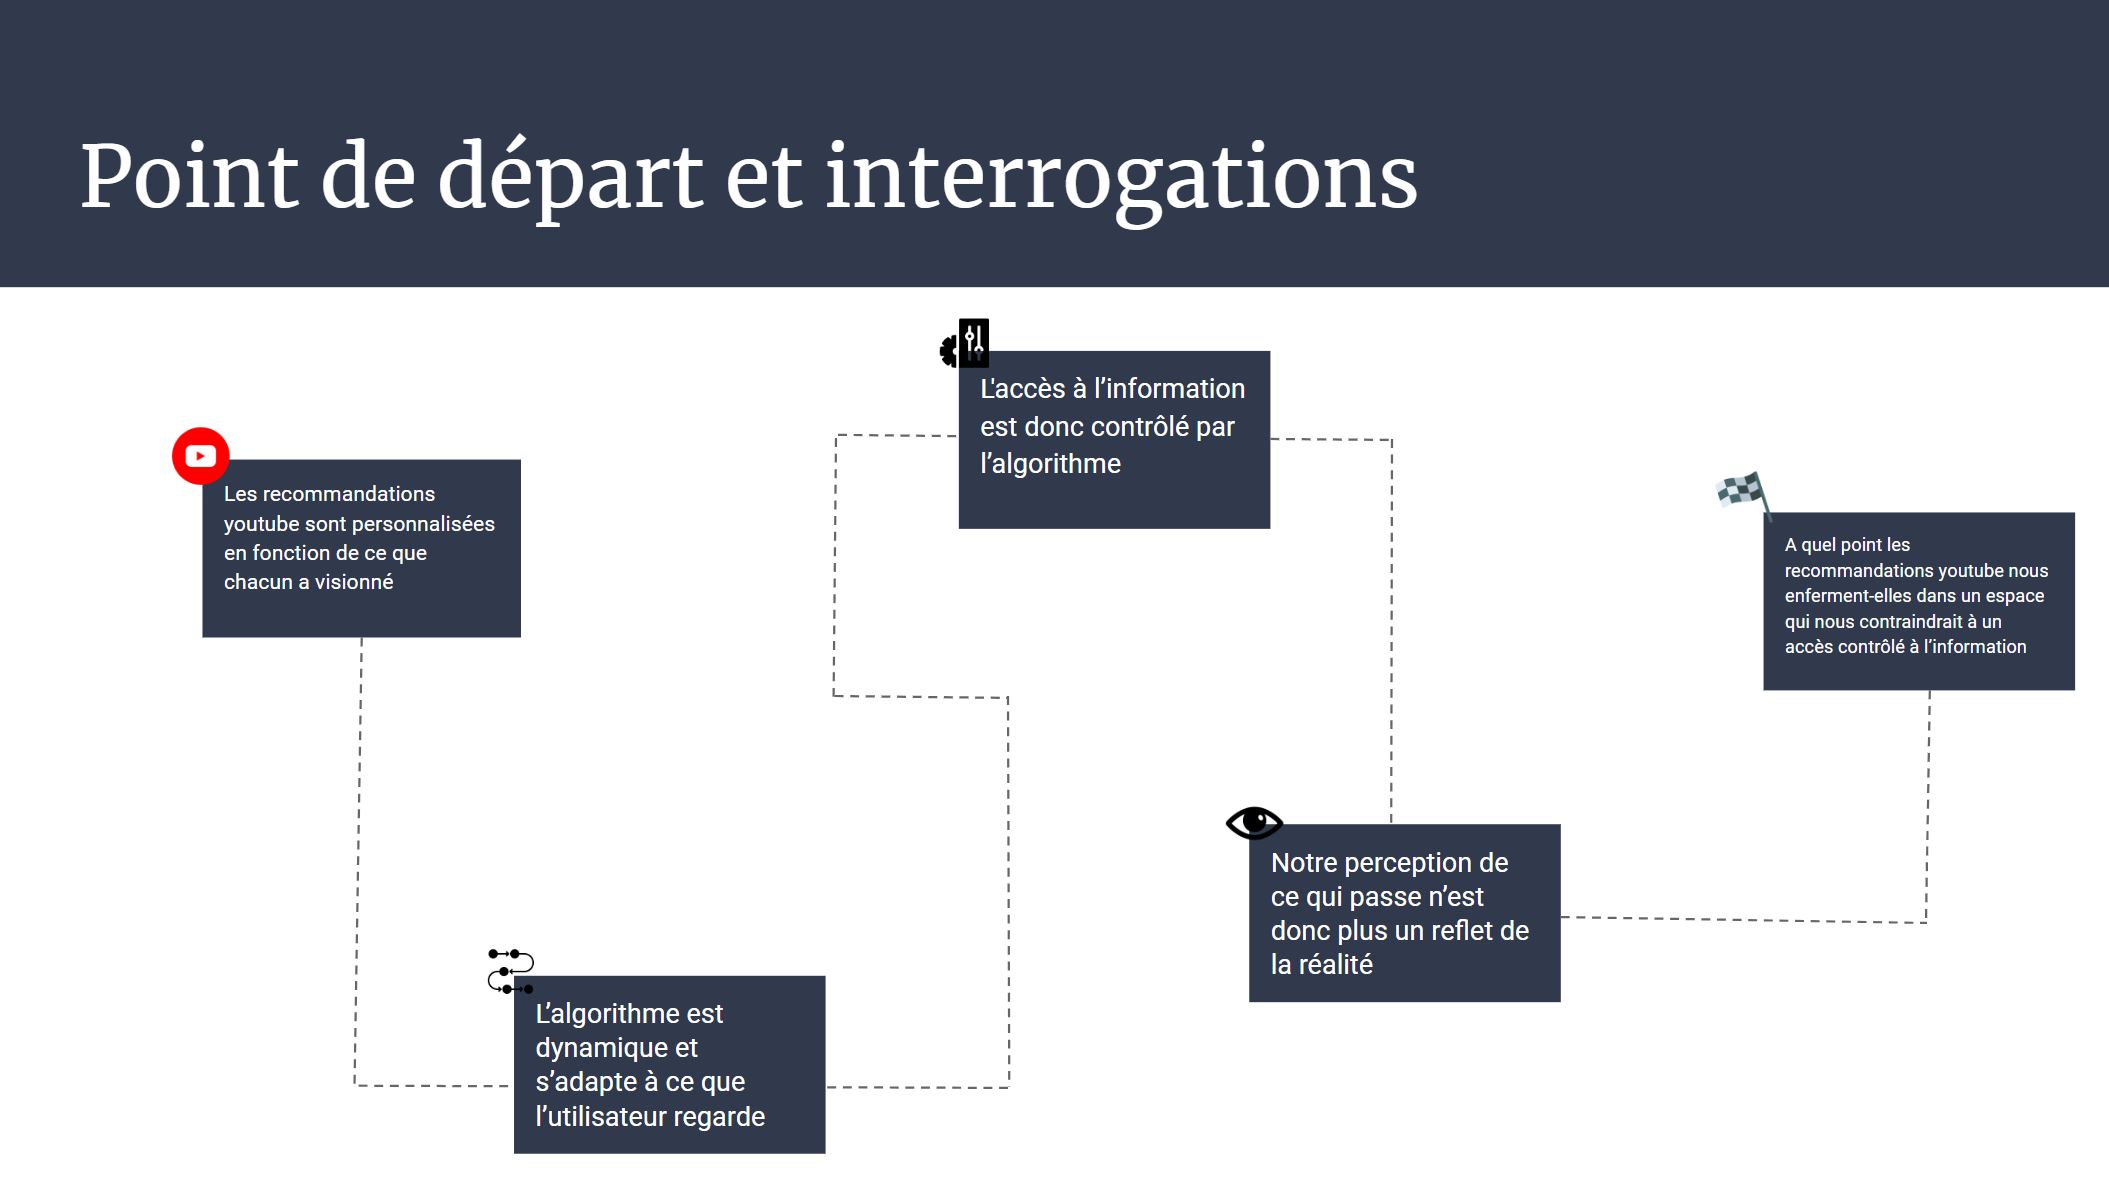 Point de départ et interrogations
Les recommandations
youtube sont personnalisées
en fonction de ce que
chacun a visionné
L’algorithme est
dynamique et
s’adapte à ce que
l’utilisateur regarde
L'accès à l’information
est donc contrôlé par
l’algorithme
Notre perception de
ce qui passe n’est
donc plus un reflet de
la réalité
A quel point les
recommandations youtube nous
enferment-elles dans un espace
qui nous contraindrait à un
accès contrôlé à l’information